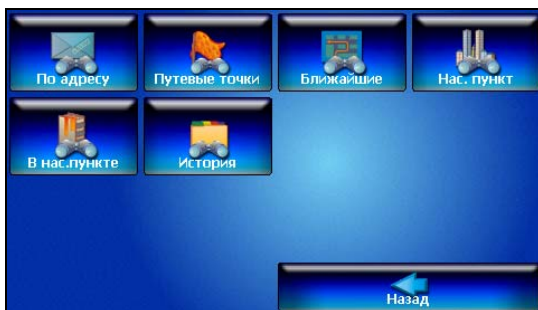 По адресу
Путевые точки
Ближайшие
Нас. пункт
В нас.пункте
История
Назад